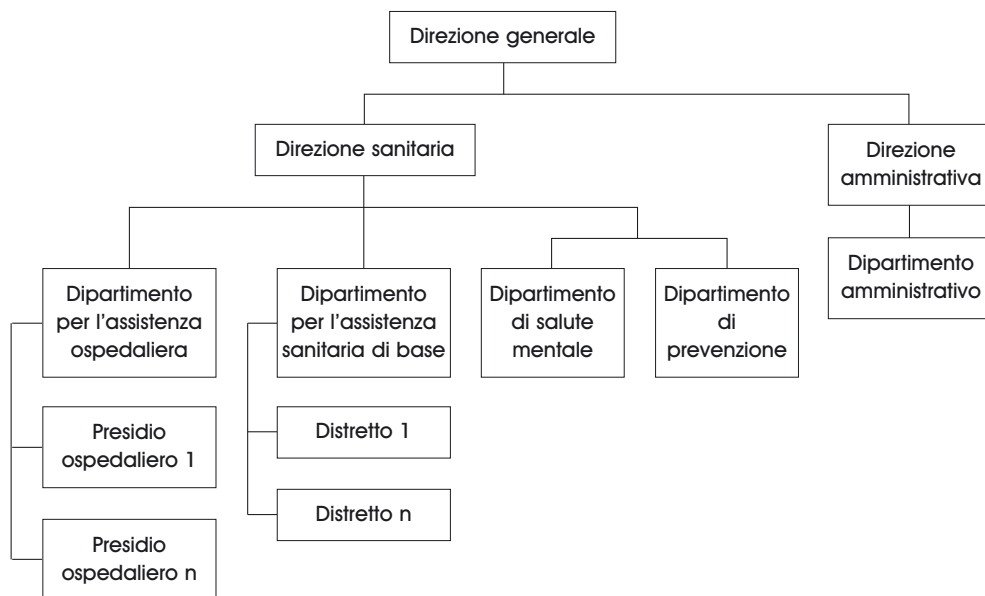 Direzione generale
Direzione sanitaria
Direzione
amministrativa
Dipartimento
per l'assistenza
ospedaliera
Dipartimento
per l'assistenza
sanitaria di base
Dipartimento
di salute
mentale
Dipartimento
di
prevenzione
Dipartimento
amministrativo
Presidio
ospedaliero 1
Distretto 1
Presidio
ospedaliero n
Distretto n